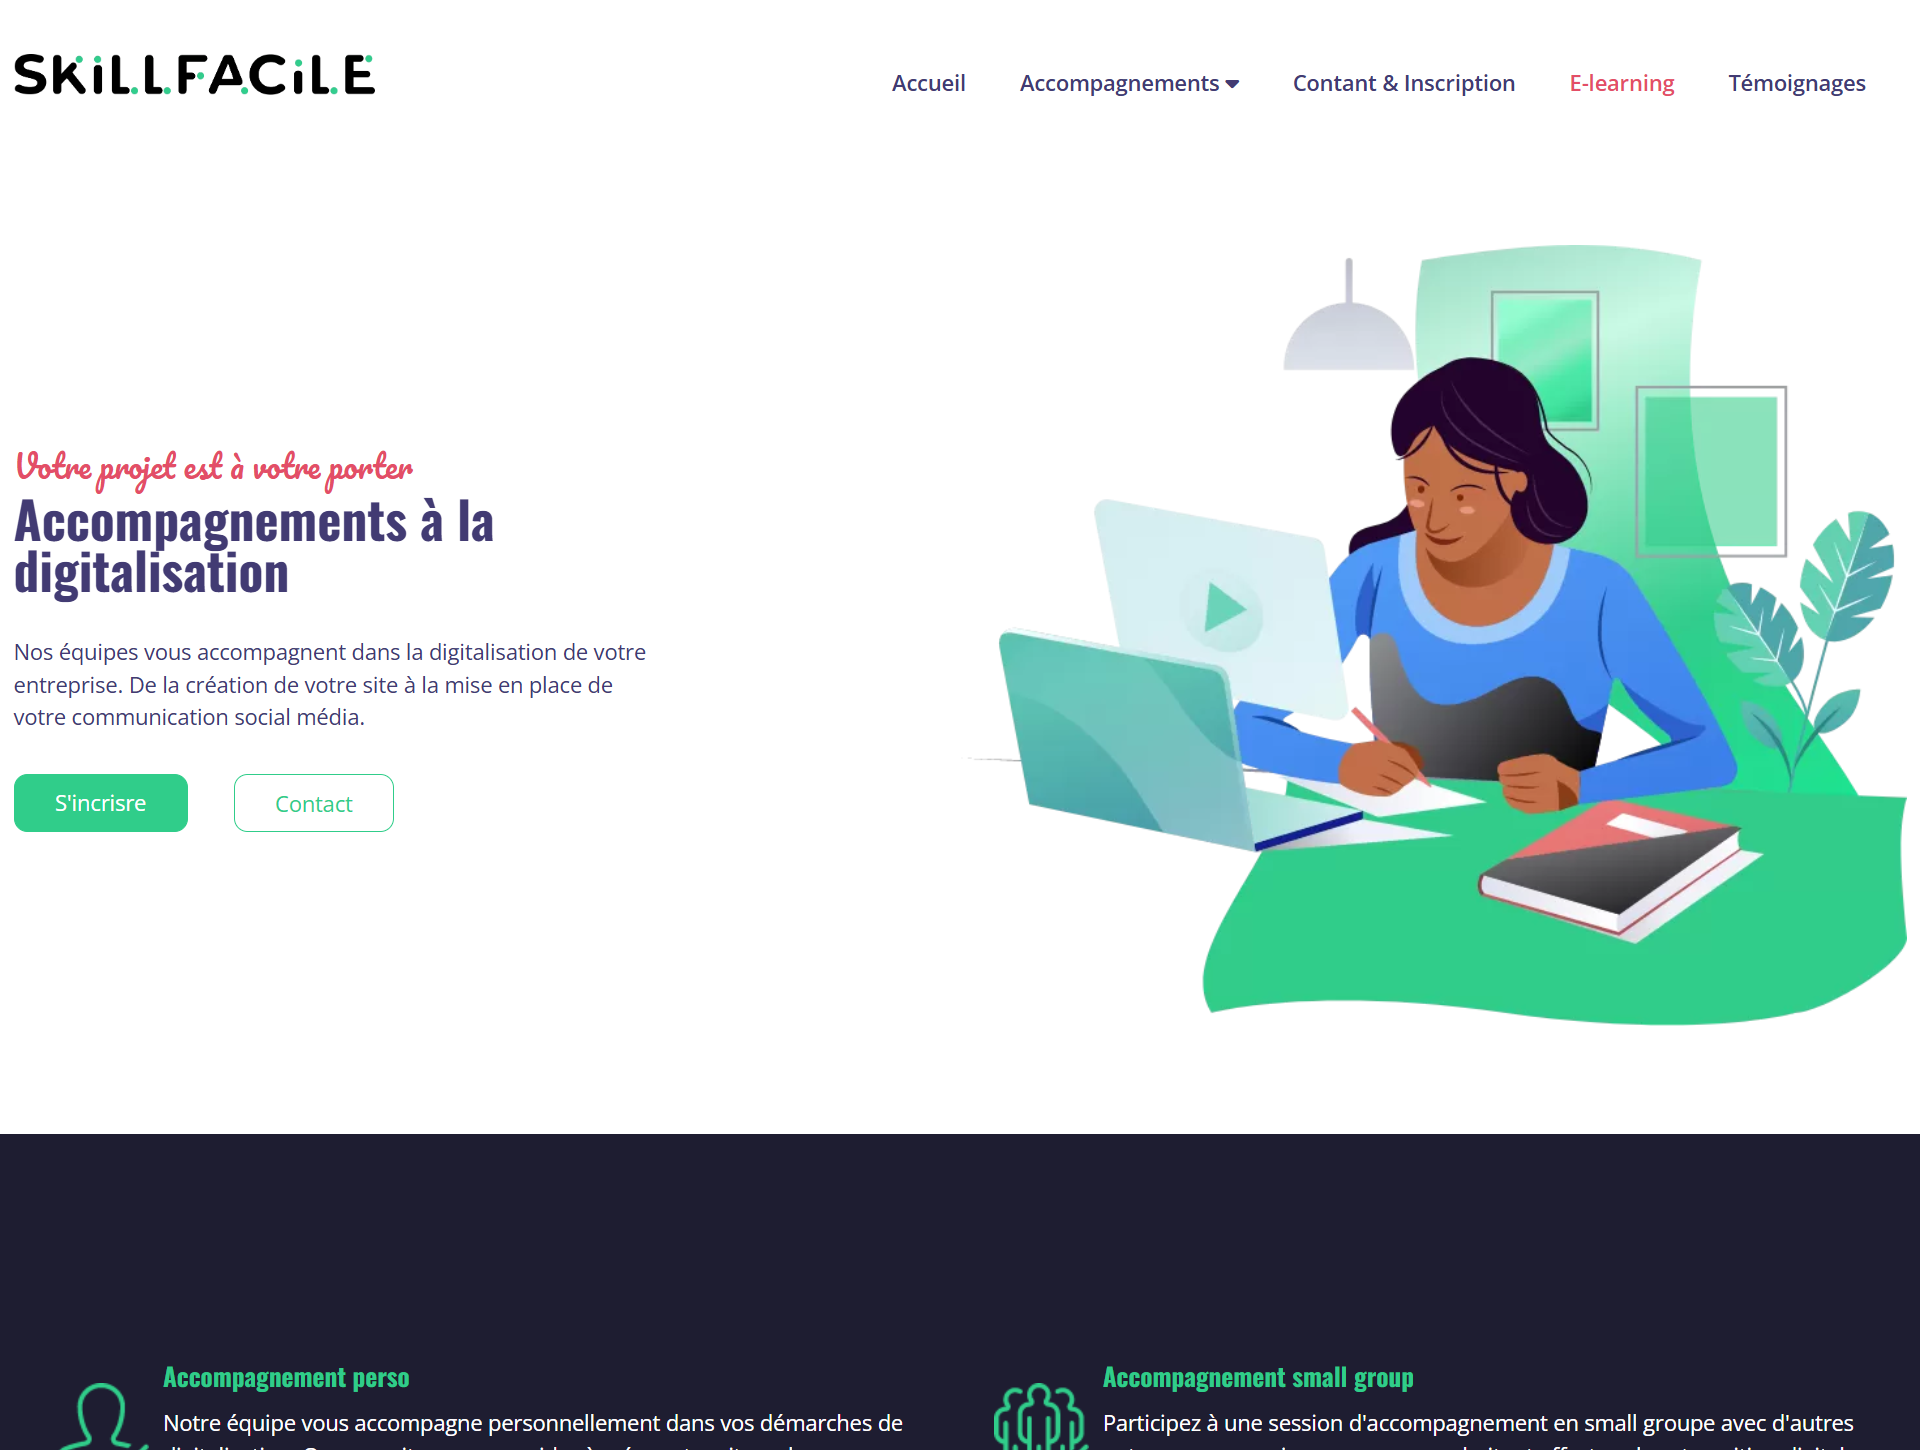 SKiLLFACiLE
Accueil
Accompagnements
Contant & Inscription
E-learning
Témoignages
Votre projet est à votre porter
Accompagnements à la
digitalisation
Nos équipes vous accompagnent dans la digitalisation de votre
entreprise. De la création de votre site à la mise en place de
votre communication social média.
S'incrisre
Contact
Accompagnement perso
Notre équipe vous accompagne personnellement dans vos démarches de
Accompagnement small group
Participez à une session d'accompagnement en small groupe avec d'autres